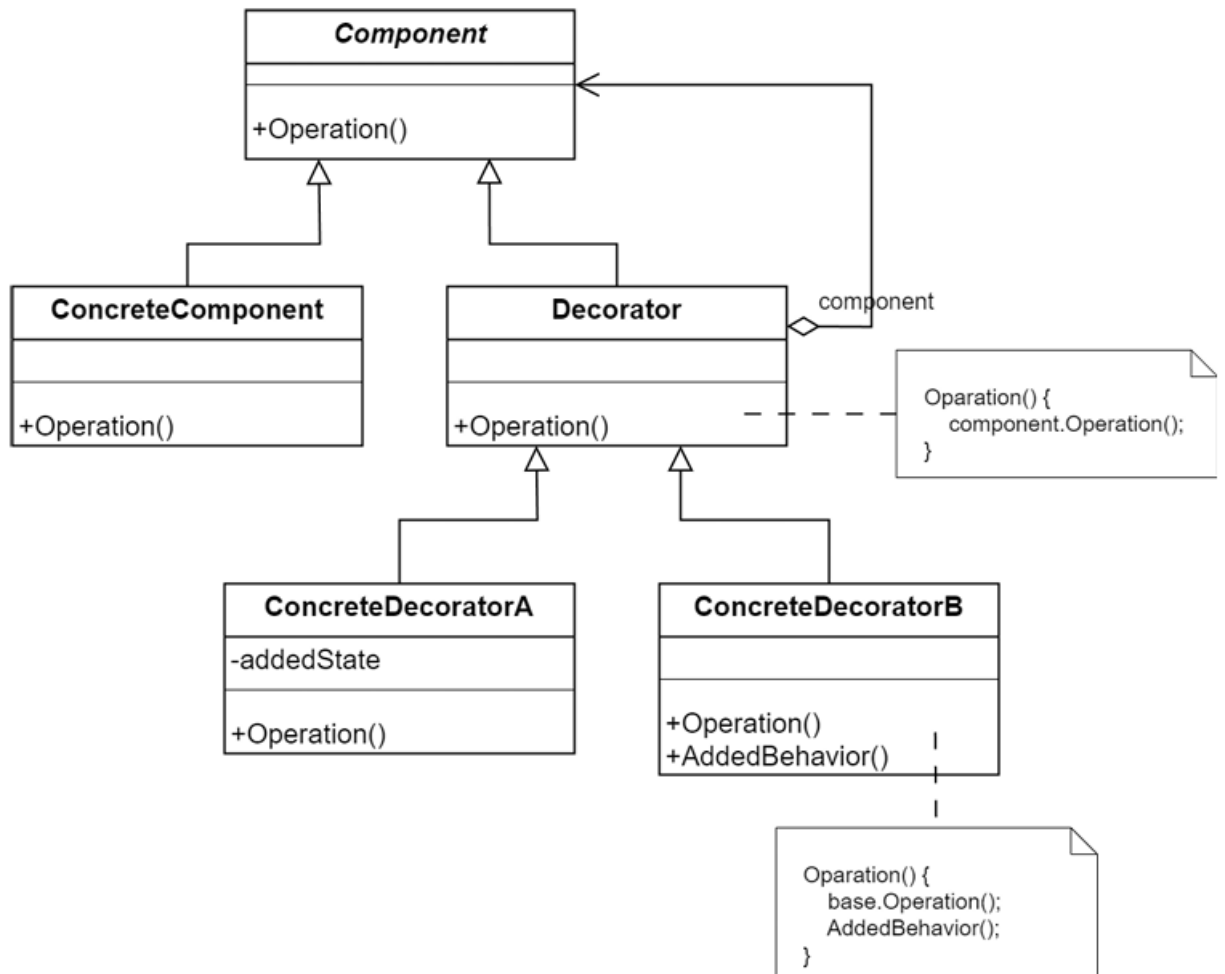 Component
+Operation()
ConcreteComponent
+Operation()
Decorator
+Operation()
component
Oparation() {
component.Operation();
}
ConcreteDecoratorA
-addedState
+Operation()
ConcreteDecoratorB
+Operation()
+AddedBehavior()
Oparation() {
base.Operation();
AddedBehavior();
}